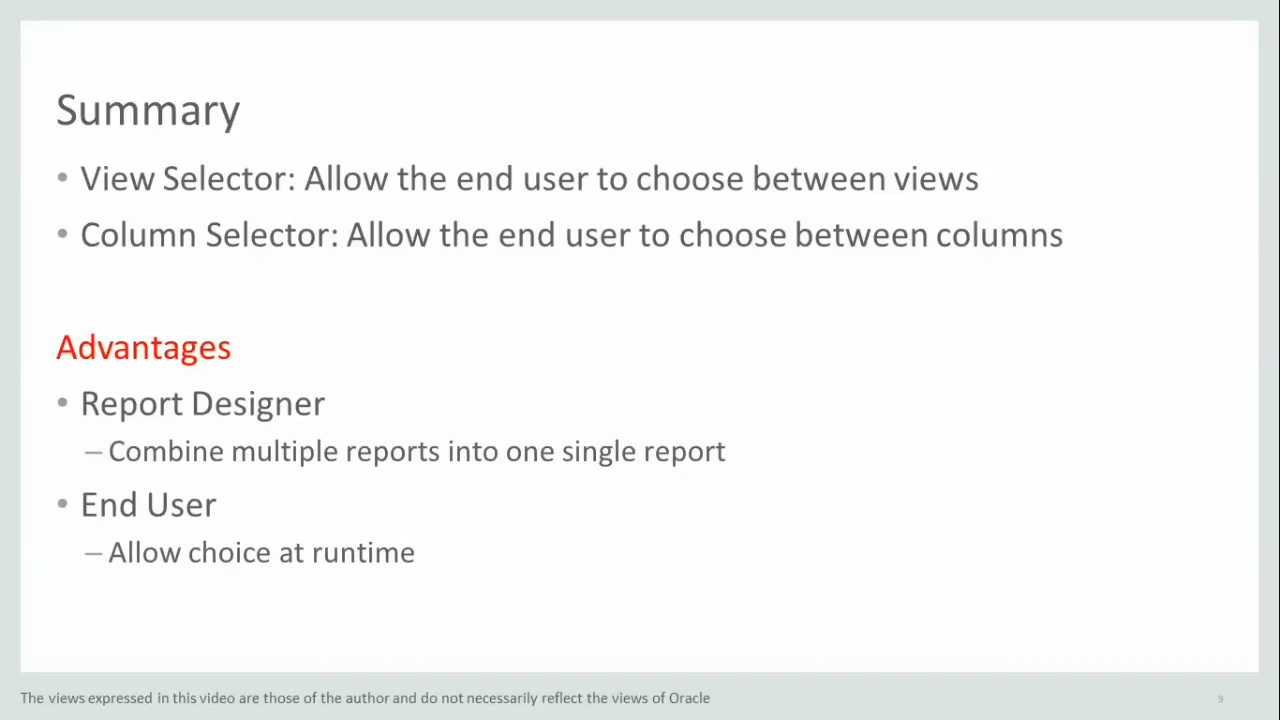 Summary
• View Selector: Allow the end user to choose between views
• Column Selector: Allow the end user to choose between columns
Advantages
• Report Designer
– Combine multiple reports into one single report
• End User
– Allow choice at runtime
The views expressed in this video are those of the author and do not necessarily reflect the views of Oracle
9